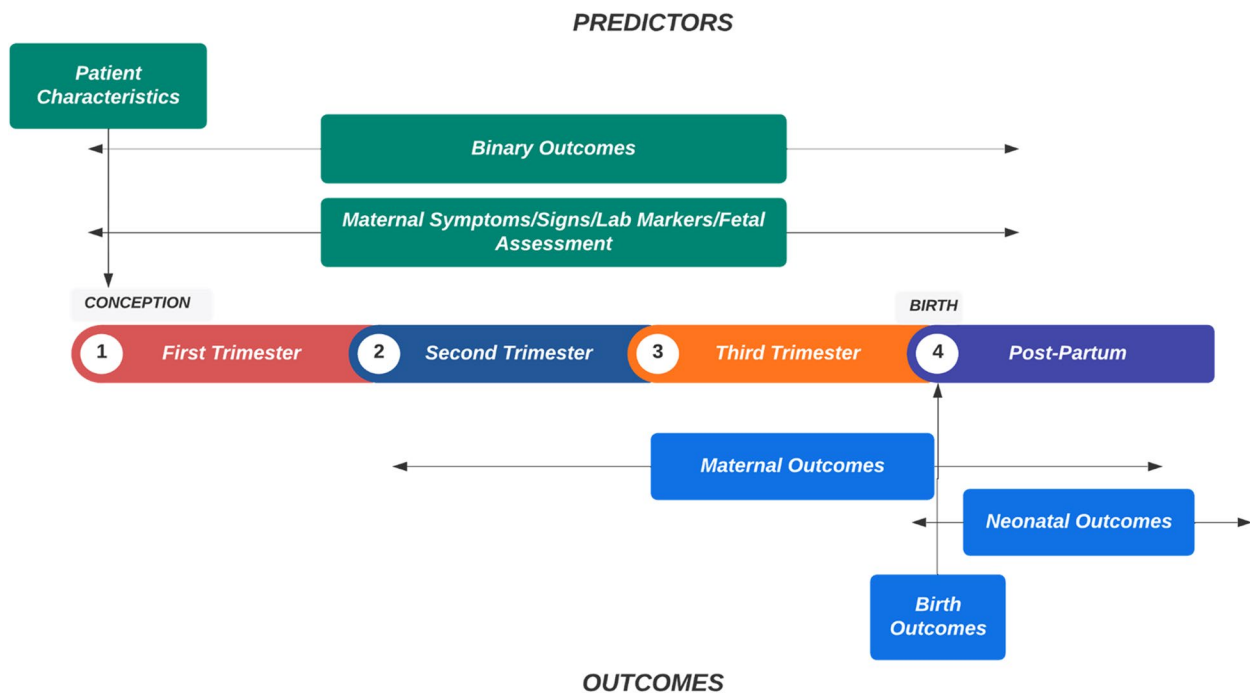 PREDICTORS
Patient
Characteristics
Binary Outcomes
Maternal Symptoms/Signs/Lab Markers/Fetal
Assessment
CONCEPTION
BIRTH
1 First Trimester
2 Second Trimester
3 Third Trimester
4 Post-Partum
Maternal Outcomes
Neonatal Outcomes
Birth
Outcomes
OUTCOMES